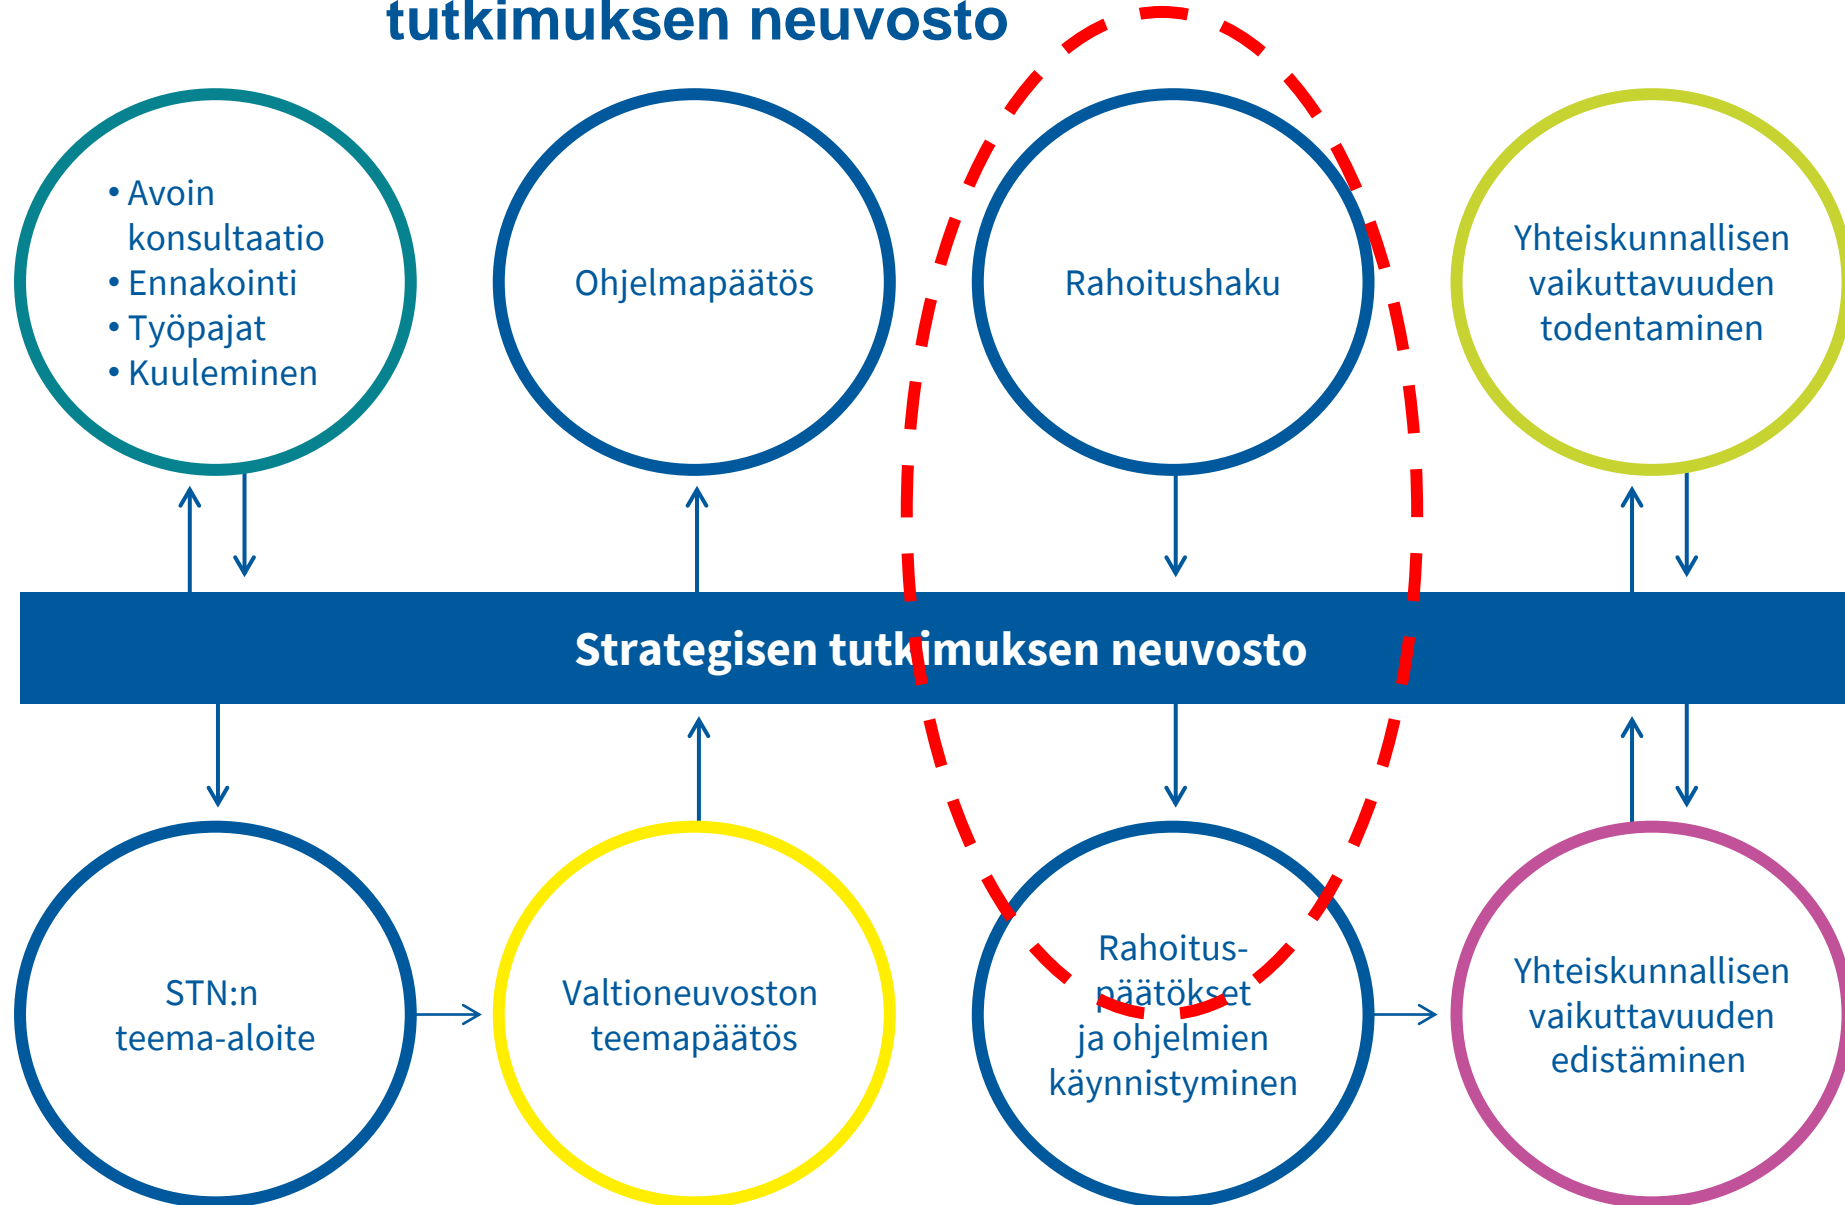 tutkimuksen neuvosto
• Avoin
konsultaatio
• Ennakointi
• Työpajat
• Kuuleminen
Ohjelmapäätös
Rahoitushaku
Yhteiskunnallisen
vaikuttavuuden
todentaminen
Strategisen tutkimuksen neuvosto
STN:n
teema-aloite
Valtioneuvoston
teemapäätös
Rahoitus-
päätökset
ja ohjelmien
käynnistyminen
Yhteiskunnallisen
vaikuttavuuden
edistäminen